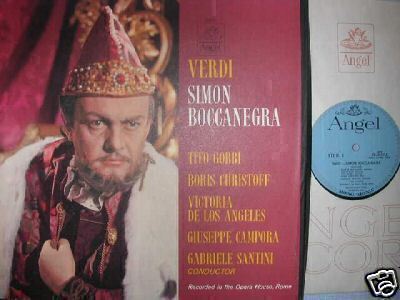 Angel
VERDI
SIMON
BOCCANEGRA
TITO GOBBI
BORIS CHRISTOFF
VICTORIA
DE LOS ANGELES
GIUSEPPE CAMPORA
GABRIELE SANTINI
CONDUCTOR
Recorded in the Opera House, Rome
Angel
Angel